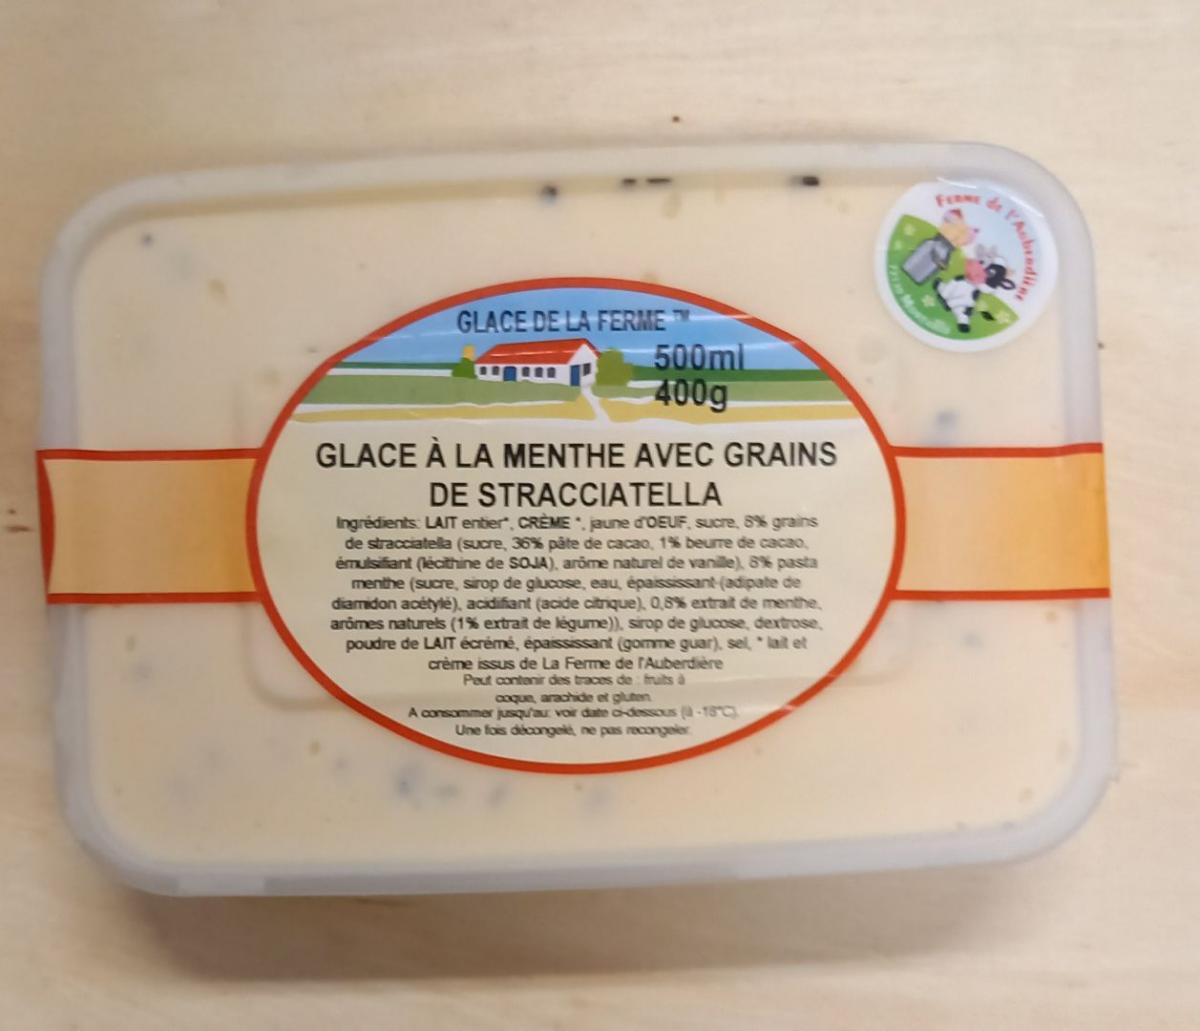 FERME de l'Auberdière
GLACE DE LA FERME ™
500ml
400g
GLACE À LA MENTHE AVEC GRAINS
DE STRACCIATELLA
Ingrédients: LAIT entier*, CRÈME *, jaune d'OEUF, sucre, 8% grains
de stracciatella (sucre, 36% pâte de cacao, 1% beurre de cacao,
émulsifiant (lécithine de SOJA), arôme naturel de vanille), 8% pasta
menthe (sucre, sirop de glucose, eau, épaississant (adipate de
diamidon acétylé), acidifiant (acide citrique), 0,8% extrait de menthe,
arômes naturels (1% extrait de légume)), sirop de glucose, dextrose,
poudre de LAIT écrémé, épaississant (gomme guar), sel, * lait et
crème issus de La Ferme de l'Auberdière
Peut contenir des traces de : fruits à
coque, arachide et gluten.
A consommer jusqu'au: voir date ci-dessous (à -18°C).
Une fois décongelé, ne pas recongeler.